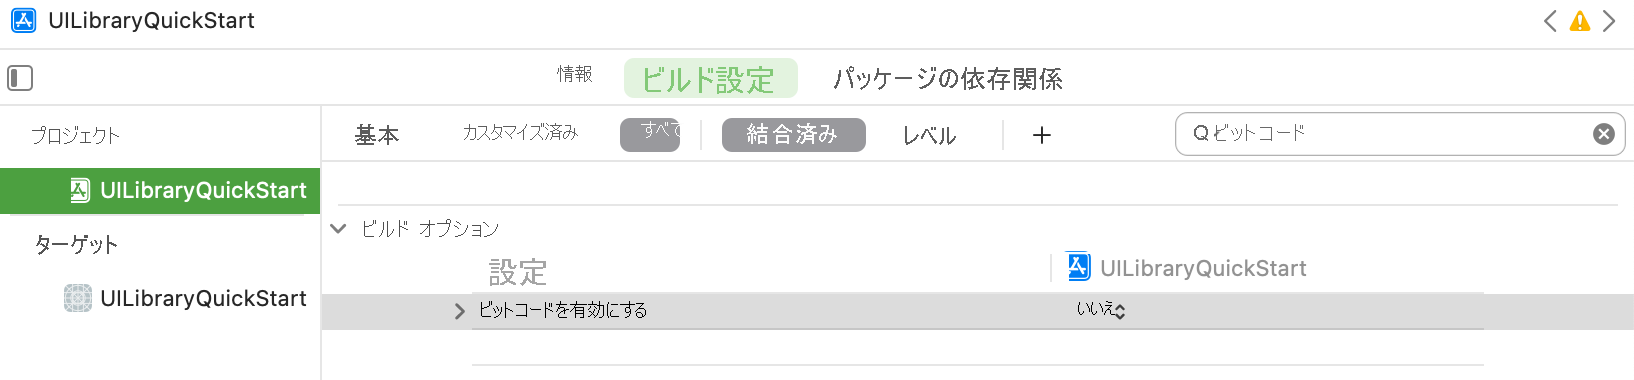 UILibraryQuickStart
情報 ビルド設定 パッケージの依存関係
プロジェクト
基本 カスタマイズ済み すべて 結合済み レベル + ビットコード
UILibraryQuickStart
ビルド オプション
ターゲット
設定 UILibraryQuickStart
UILibraryQuickStart
ビットコードを有効にする いいえ